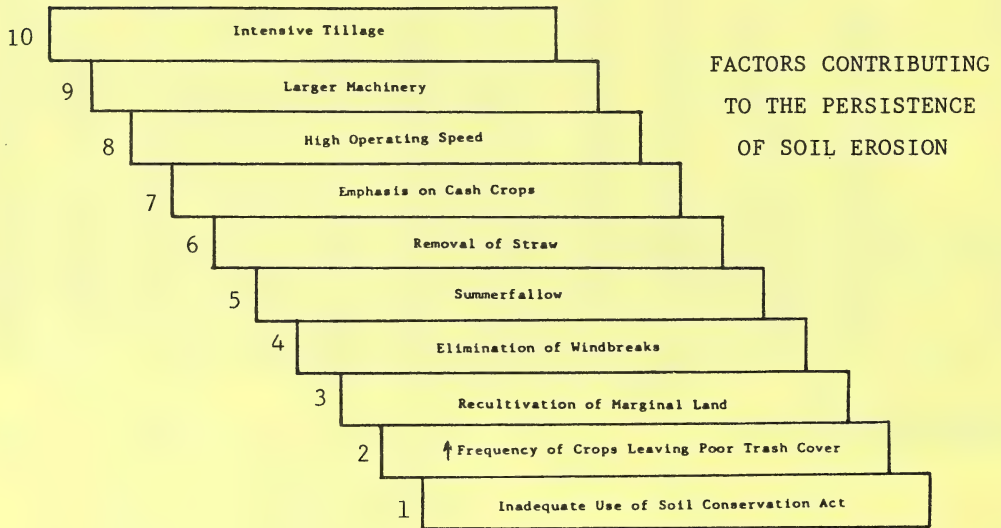 FACTORS CONTRIBUTING
TO THE PERSISTENCE
OF SOIL EROSION
10 Intensive Tillage
9 Larger Machinery
8 High Operating Speed
7 Emphasis on Cash Crops
6 Removal of Straw
5 Summerfallow
4 Elimination of Windbreaks
3 Recultivation of Marginal Land
2 ↑ Frequency of Crops Leaving Poor Trash Cover
1 Inadequate Use of Soil Conservation Act